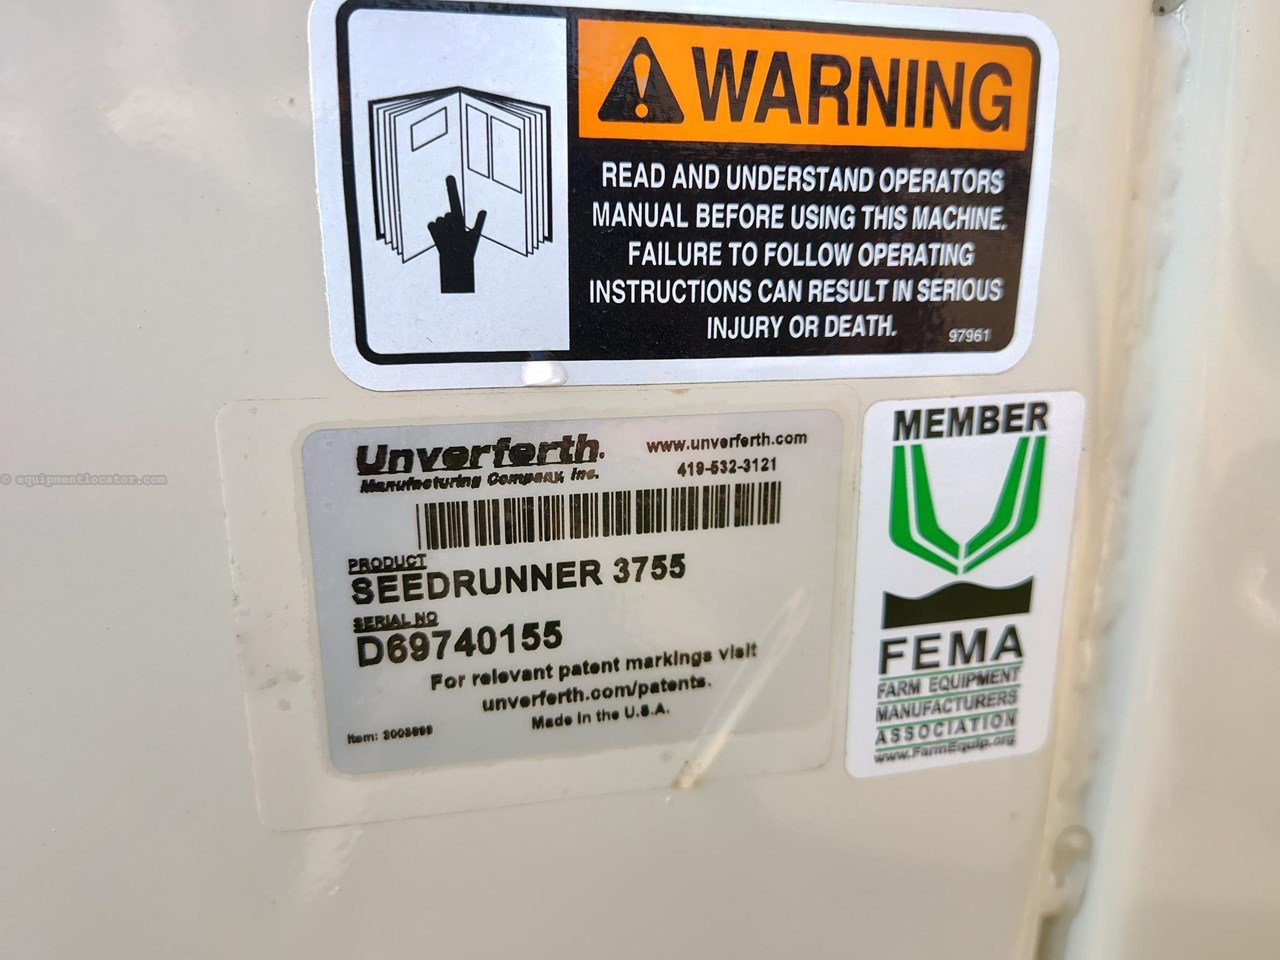 WARNING
READ AND UNDERSTAND OPERATORS
MANUAL BEFORE USING THIS MACHINE.
FAILURE TO FOLLOW OPERATING
INSTRUCTIONS CAN RESULT IN SERIOUS
INJURY OR DEATH.
97961
Unverferth.
Manufacturing Company, Inc.
www.unverferth.com
419-532-3121
PRODUCT
SEEDRUNNER 3755
SERIAL NO
D69740155
For relevant patent markings visit
unverferth.com/patents.
Made in the U.S.A.
Item:
MEMBER
FEMA
FARM EQUIPMENT
MANUFACTURERS
ASSOCIATION
www.FarmEquip.org
© equipmentlocator.com